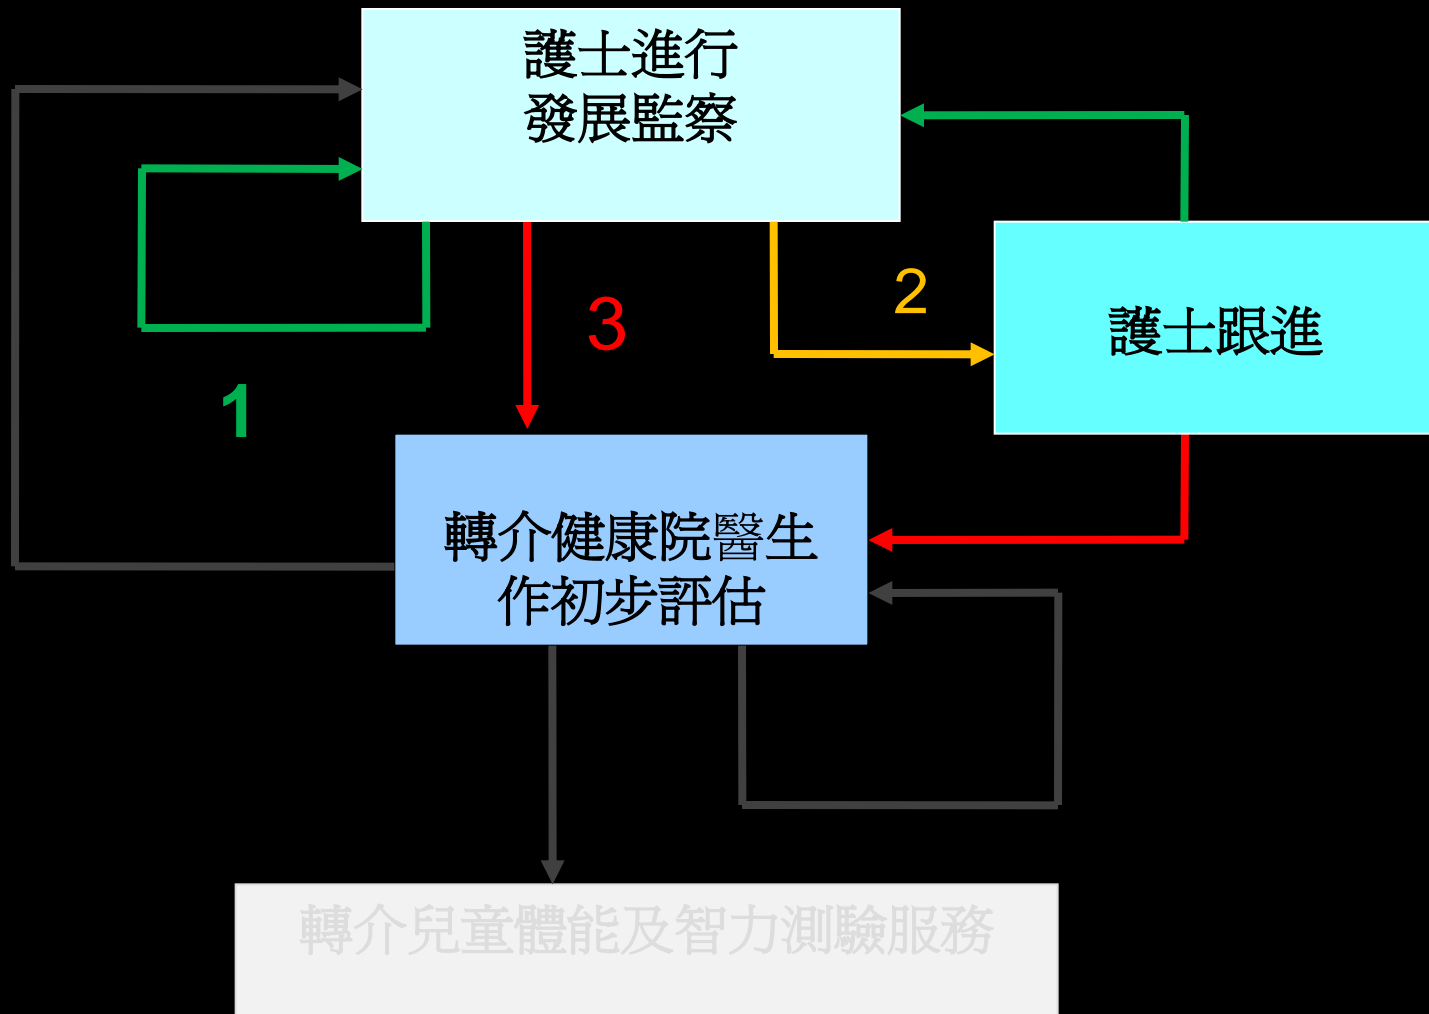 護士進行
發展監察
2
3
護士跟進
1
轉介健康院醫生
作初步評估
轉介兒童體能及智力測驗服務